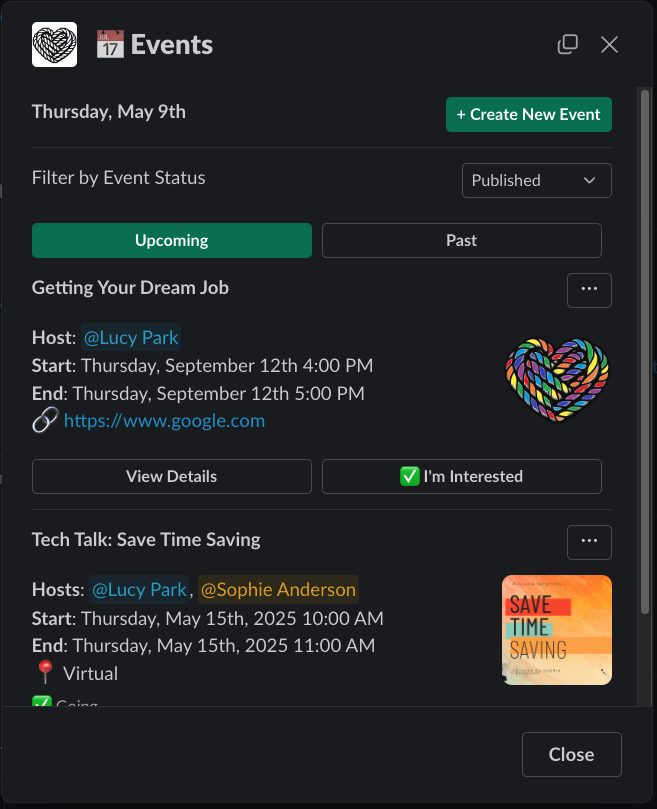 JUL
17
Events
Thursday, May 9th
+ Create New Event
Filter by Event Status
Published
Upcoming
Past
Getting Your Dream Job
...
Host: @Lucy Park
Start: Thursday, September 12th 4:00 PM
End: Thursday, September 12th 5:00 PM
https://www.google.com
View Details
I'm Interested
Tech Talk: Save Time Saving
...
Hosts: @Lucy Park, @Sophie Anderson
Start: Thursday, May 15th, 2025 10:00 AM
End: Thursday, May 15th, 2025 11:00 AM
Virtual
SAVE
TIME
SAVING
Going
Close